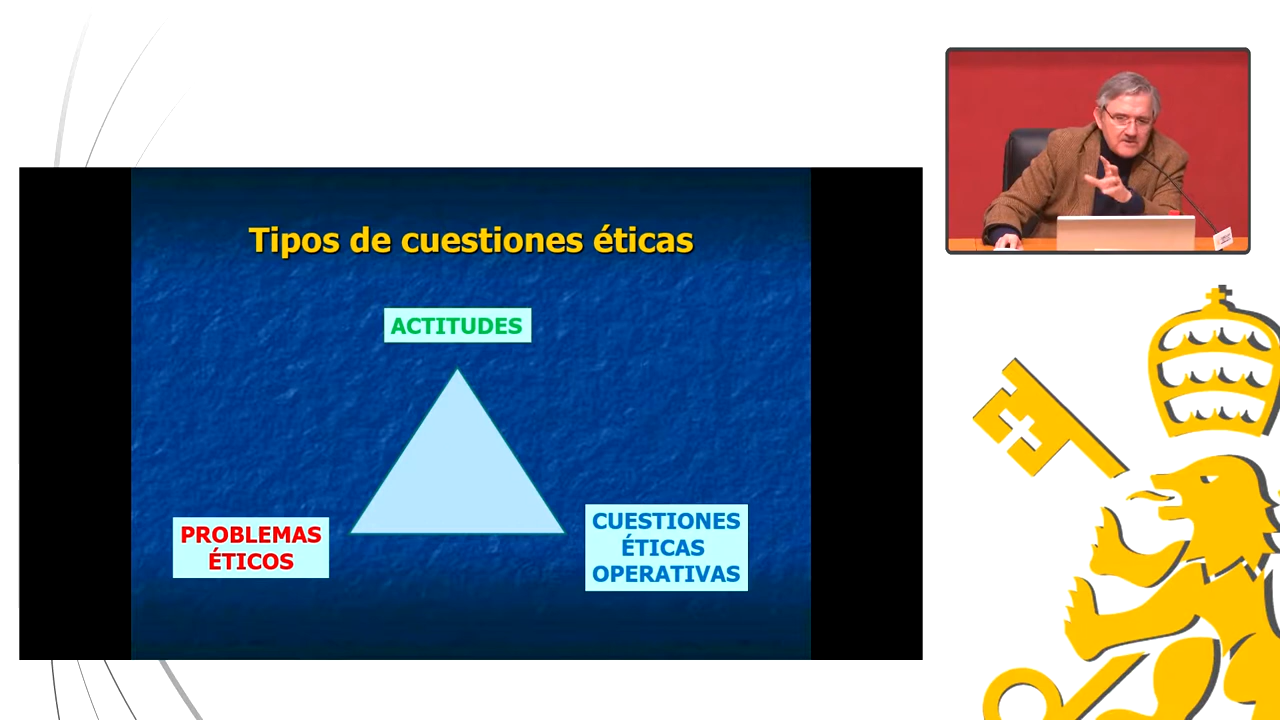 Tipos de cuestiones éticas
ACTITUDES
PROBLEMAS
ÉTICOS
CUESTIONES
ÉTICAS
OPERATIVAS